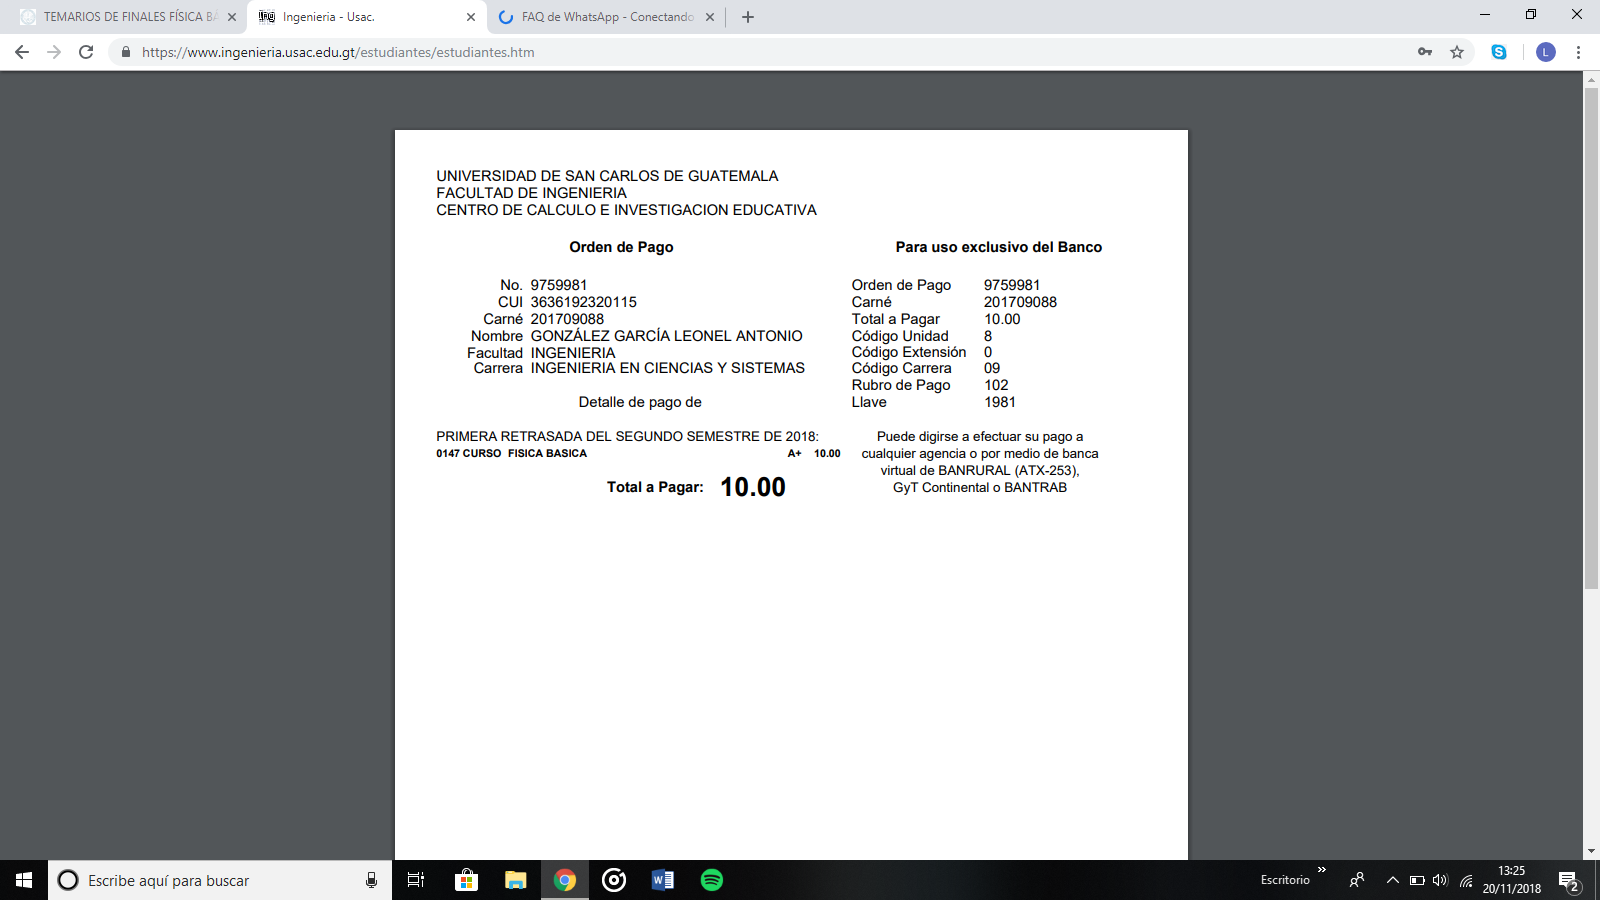 TEMARIOS DE FINALES FÍSICA BÁ
Ingenieria - Usac.
FAQ de WhatsApp - Conectando
https://www.ingenieria.usac.edu.gt/estudiantes/estudiantes.htm
L
UNIVERSIDAD DE SAN CARLOS DE GUATEMALA
FACULTAD DE INGENIERIA
CENTRO DE CALCULO E INVESTIGACION EDUCATIVA
Orden de Pago
No. 9759981
CUI 3636192320115
Carné 201709088
Nombre GONZÁLEZ GARCÍA LEONEL ANTONIO
Facultad INGENIERIA
Carrera INGENIERIA EN CIENCIAS Y SISTEMAS
Detalle de pago de
PRIMERA RETRASADA DEL SEGUNDO SEMESTRE DE 2018:
0147 CURSO FISICA BASICA A+ 10.00
Total a Pagar: 10.00
Para uso exclusivo del Banco
Orden de Pago 9759981
Carné 201709088
Total a Pagar 10.00
Código Unidad 8
Código Extensión 0
Código Carrera 09
Rubro de Pago 102
Llave 1981
Puede digirse a efectuar su pago a
cualquier agencia o por medio de banca
virtual de BANRURAL (ATX-253),
GyT Continental o BANTRAB
Escribe aquí para buscar
Escritorio
13:25
20/11/2018
2